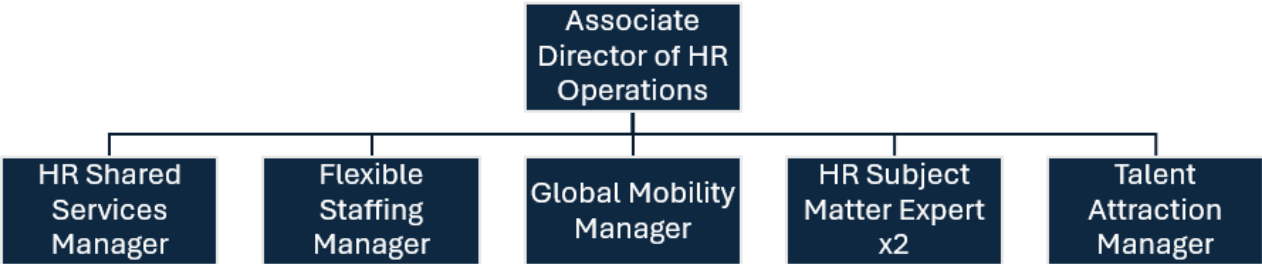 Associate
Director of HR
Operations
HR Shared
Services
Manager
Flexible
Staffing
Manager
Global Mobility
Manager
HR Subject
Matter Expert
x2
Talent
Attraction
Manager